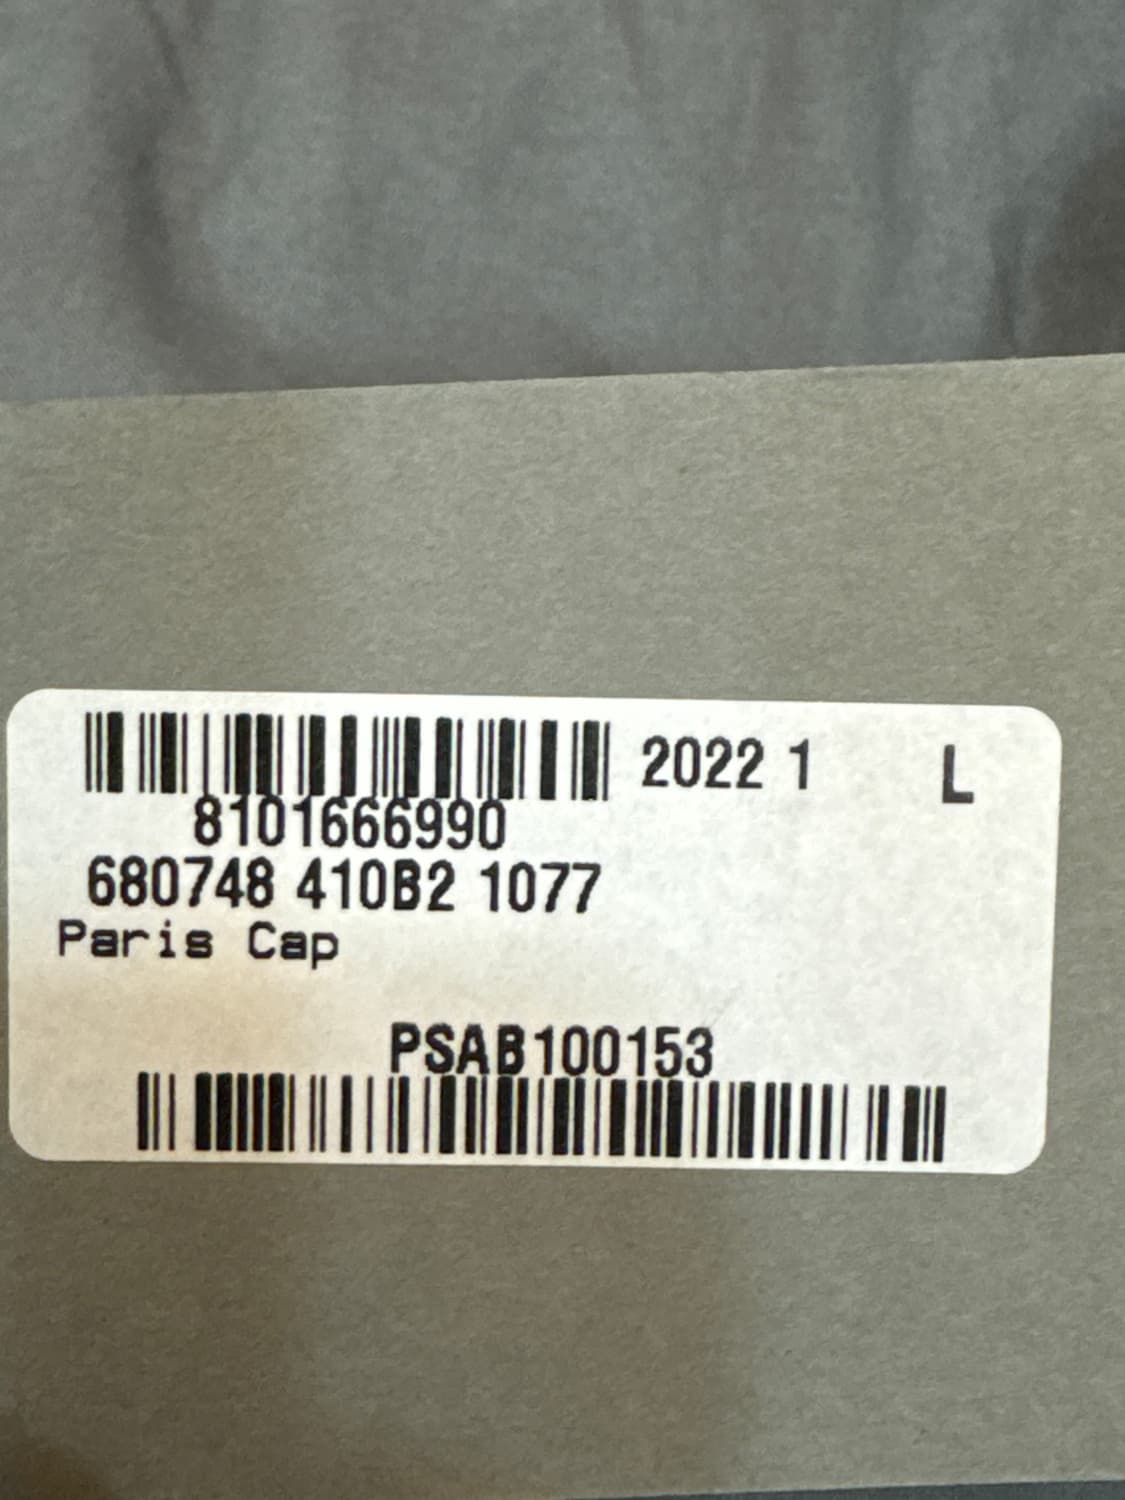 2022 1 L
8101666990
680748 410B2 1077
Paris Cap
PSAB100153